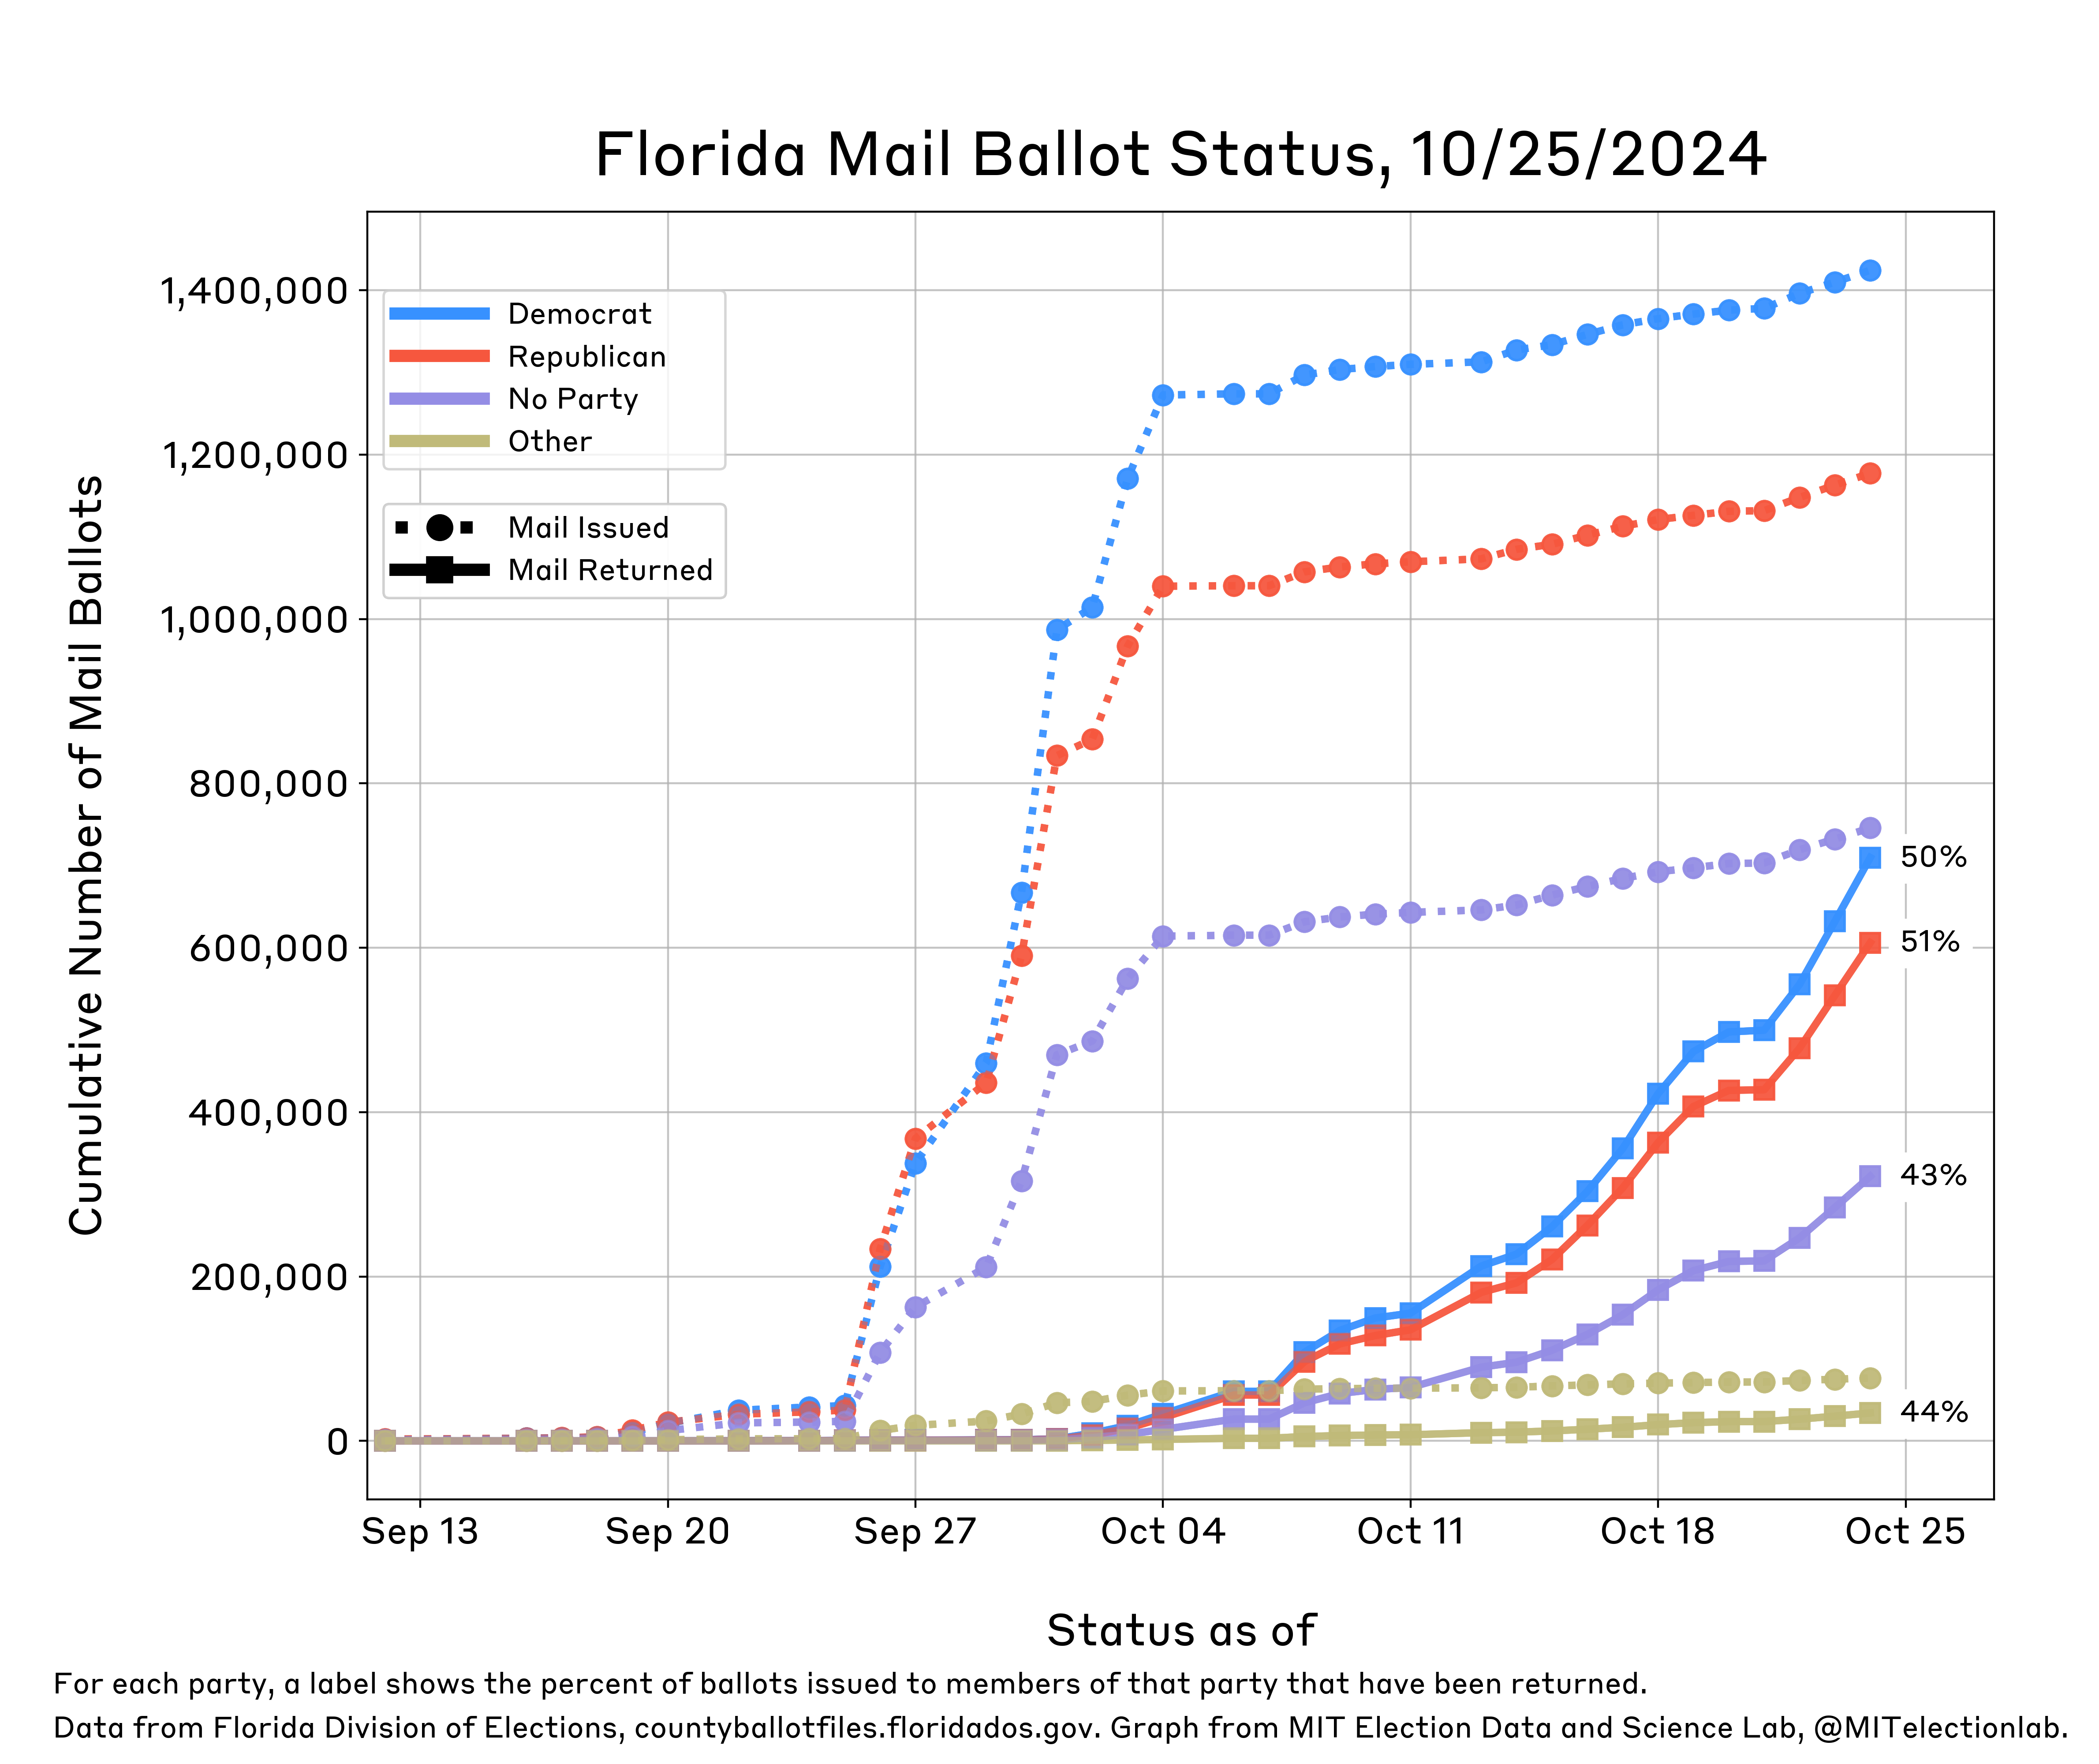 Florida Mail Ballot Status, 10/25/2024
Cumulative Number of Mail Ballots
1,400,000
1,200,000
1,000,000
800,000
600,000
400,000
200,000
0
Democrat
Republican
No Party
Other
Mail Issued
Mail Returned
50%
51%
43%
44%
Sep 13
Sep 20
Sep 27
Oct 04
Oct 11
Oct 18
Oct 25
Status as of
For each party, a label shows the percent of ballots issued to members of that party that have been returned.
Data from Florida Division of Elections, countyballotfiles.floridados.gov. Graph from MIT Election Data and Science Lab, @MITelectionlab.